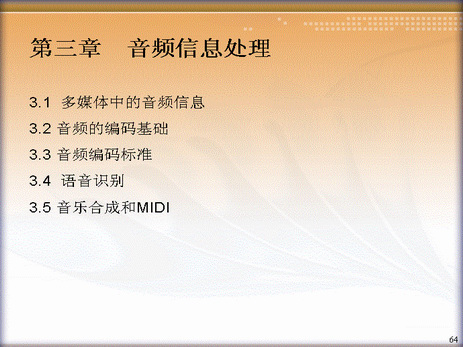 第三章　音频信息处理
3.1 多媒体中的音频信息
3.2 音频的编码基础
3.3 音频编码标准
3.4 语音识别
3.5 音乐合成和MIDI
64